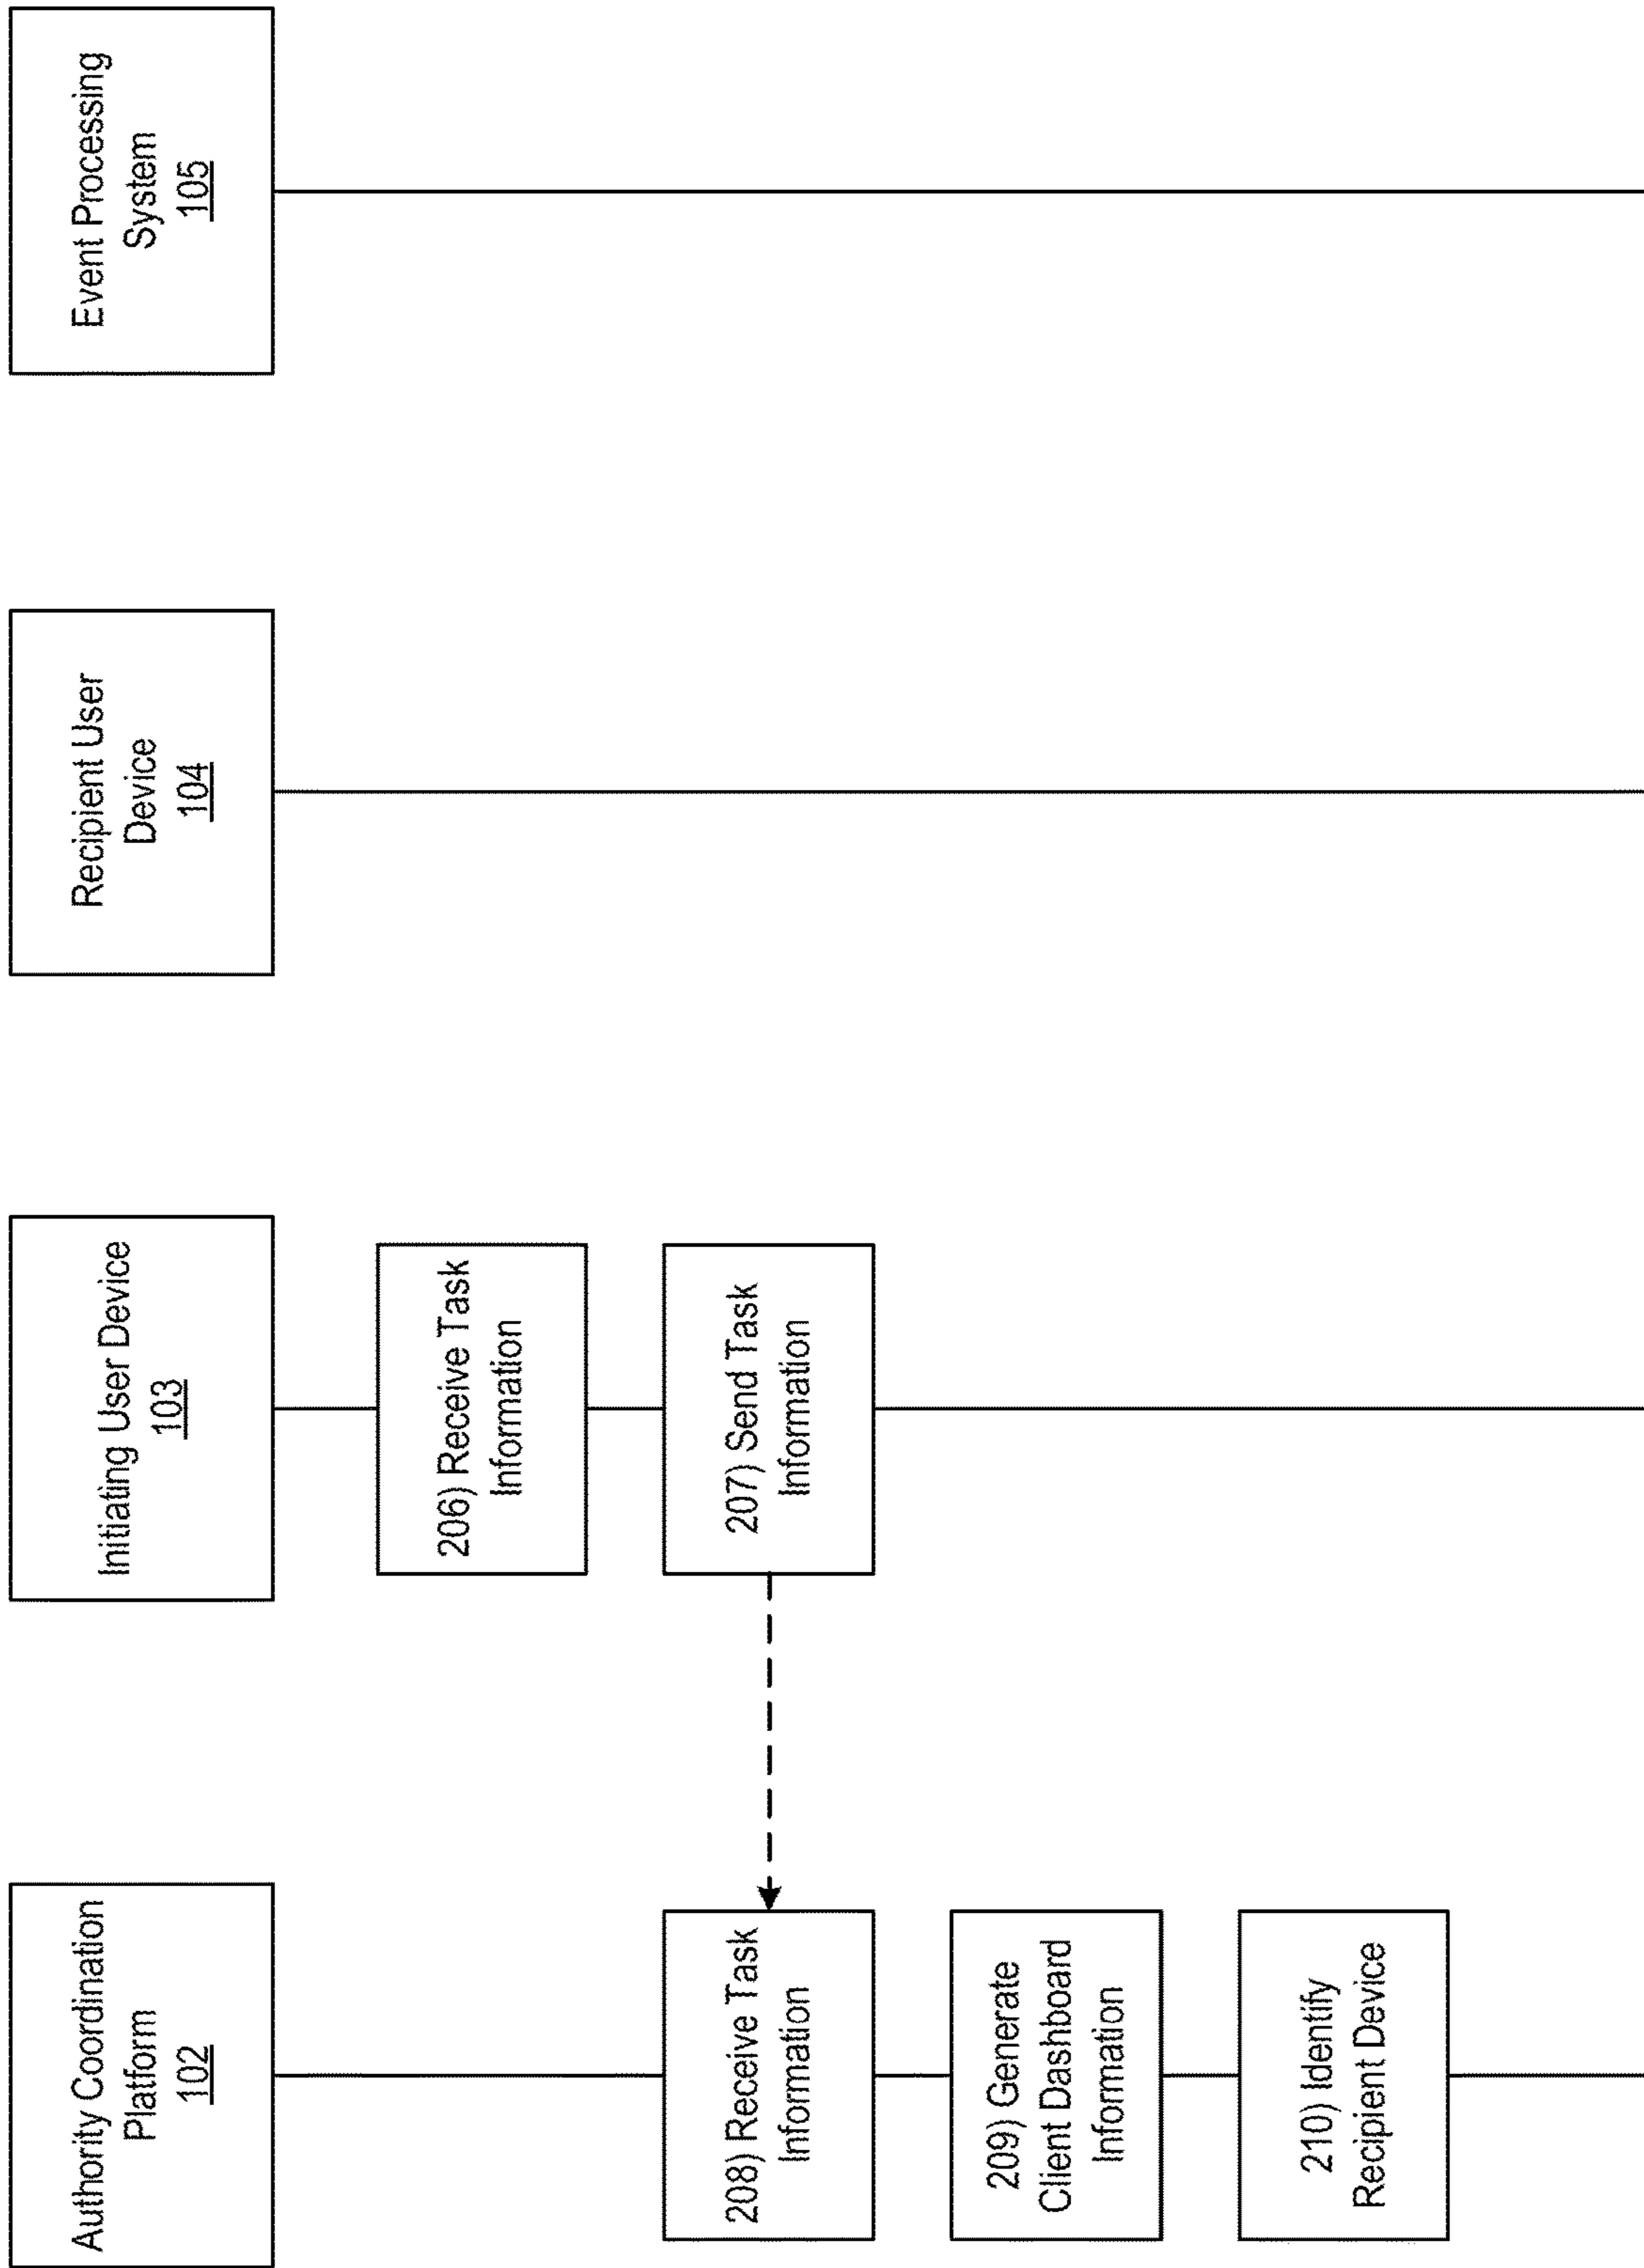 Authority Coordination
Platform
102
Initiating User Device
103
Recipient User
Device
104
Event Processing
System
105
206) Receive Task
Information
207) Send Task
Information
208) Receive Task
Information
209) Generate
Client Dashboard
Information
210) Identify
Recipient Device